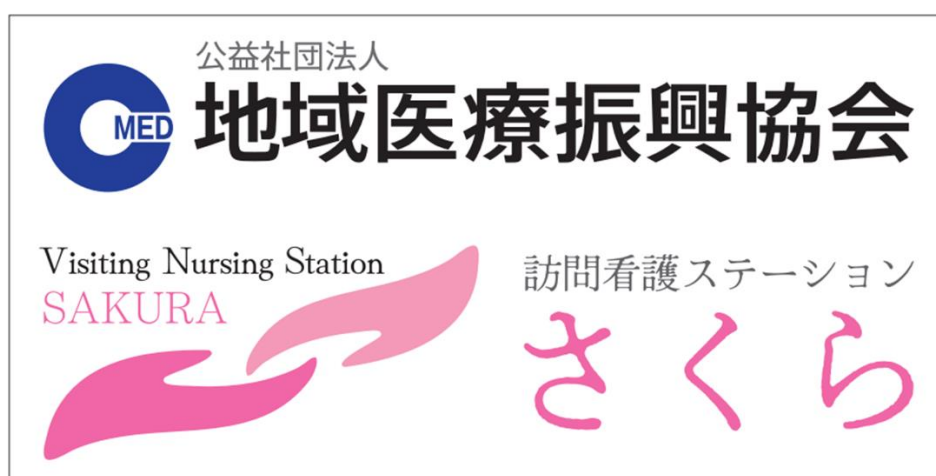 公益社団法人
MED
地域医療振興協会
Visiting Nursing Station
SAKURA
訪問看護ステーション
さくら